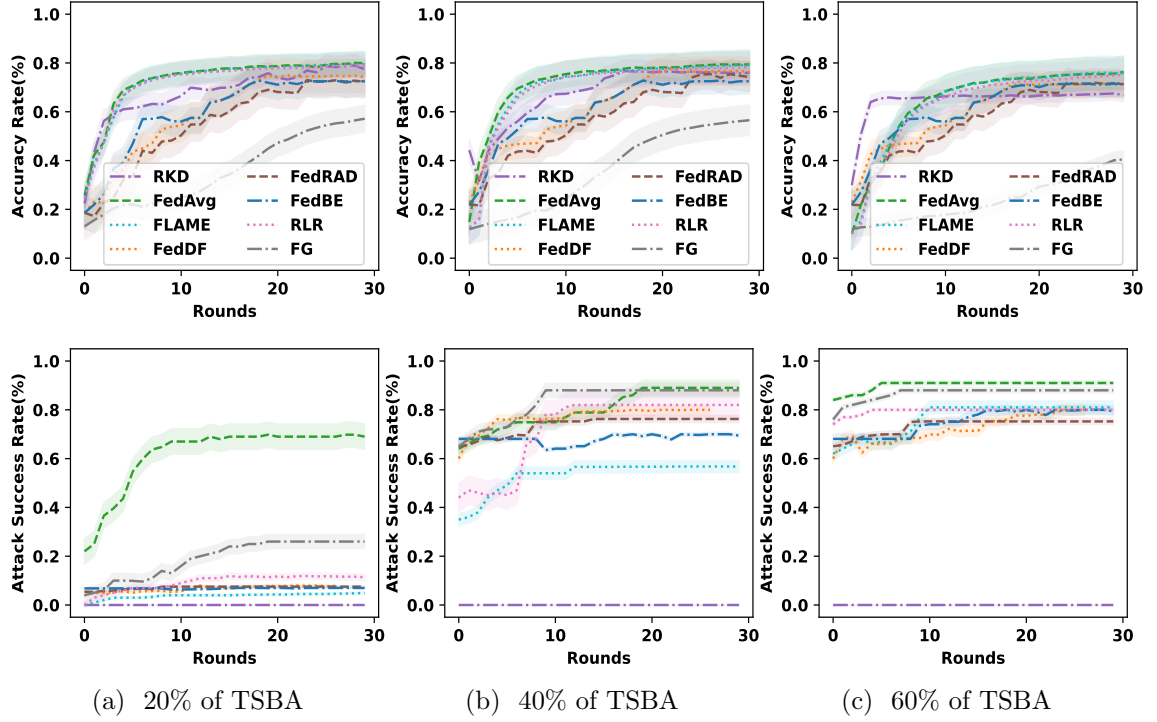 Accuracy Rate(%)
1.0
0.8
0.6
0.4
0.2
0.0
RKD
FedAvg
FLAME
FedDF
FedRAD
FedBE
RLR
FG
0
10
20
30
Rounds
Accuracy Rate(%)
1.0
0.8
0.6
0.4
0.2
0.0
RKD
FedAvg
FLAME
FedDF
FedRAD
FedBE
RLR
FG
0
10
20
30
Rounds
Accuracy Rate(%)
1.0
0.8
0.6
0.4
0.2
0.0
RKD
FedAvg
FLAME
FedDF
FedRAD
FedBE
RLR
FG
0
10
20
30
Rounds
Attack Success Rate(%)
1.0
0.8
0.6
0.4
0.2
0.0
0
10
20
30
Rounds
Attack Success Rate(%)
1.0
0.8
0.6
0.4
0.2
0.0
0
10
20
30
Rounds
Attack Success Rate(%)
1.0
0.8
0.6
0.4
0.2
0.0
0
10
20
30
Rounds
(a) 20% of TSBA
(b) 40% of TSBA
(c) 60% of TSBA